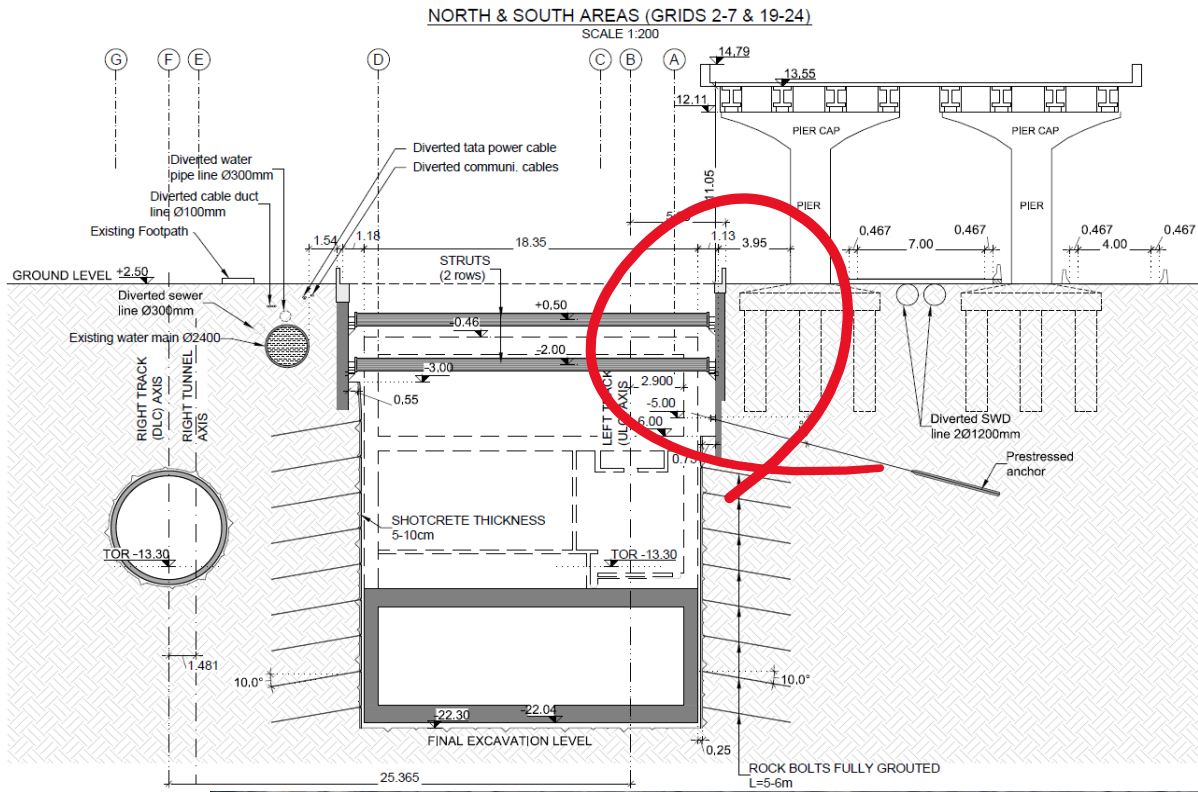 NORTH & SOUTH AREAS (GRIDS 2-7 & 19-24)
SCALE 1:200
G
F
E
D
C
B
A
14.79
13.55
12.11
PIER CAP
PIER CAP
Diverted tata power cable
Diverted communi. cables
Diverted water
pipe line Ø300mm
Diverted cable duct
line Ø100mm
Existing Footpath
11.05
PIER
PIER
1.54
1.18
18.35
1.13
3.95
0.467
7.00
0.467
4.00
0.467
GROUND LEVEL
+2.50
STRUTS
(2 rows)
Diverted sewer
line Ø300mm
Existing water main Ø2400
+0.50
-0.46
-2.00
-3.00
0.55
2.900
-5.00
-6.00
0.75
RIGHT TRACK
(DLC) AXIS
RIGHT TUNNEL
AXIS
LEFT TRACK
(ULC) AXIS
Diverted SWD
line 2Ø1200mm
Prestressed
anchor
SHOTCRETE THICKNESS
5-10cm
TOR -13.30
TOR -13.30
1.481
10,0°
10,0°
-22.30
-22.04
FINAL EXCAVATION LEVEL
0,25
25.365
ROCK BOLTS FULLY GROUTED
L=5-6m